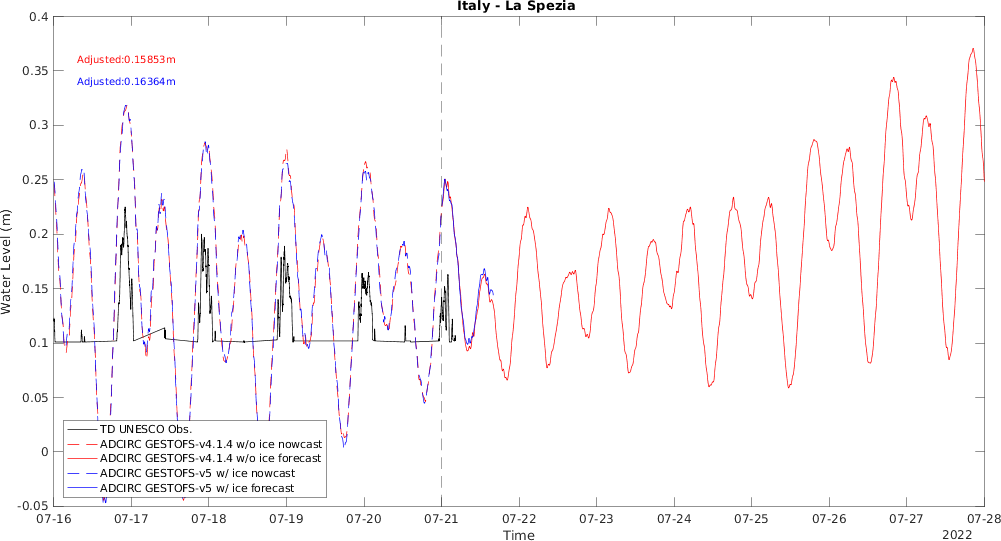 Italy - La Spezia
0.4
0.35
0.3
0.25
0.2
0.15
0.1
0.05
0
-0.05
Water Level (m)
Adjusted:0.15853m
Adjusted:0.16364m
TD UNESCO Obs.
ADCIRC GESTOFS-v4.1.4 w/o ice nowcast
ADCIRC GESTOFS-v4.1.4 w/o ice forecast
ADCIRC GESTOFS-v5 w/ ice nowcast
ADCIRC GESTOFS-v5 w/ ice forecast
07-16 07-17 07-18 07-19 07-20 07-21 07-22 07-23 07-24 07-25 07-26 07-27 07-28
Time
2022